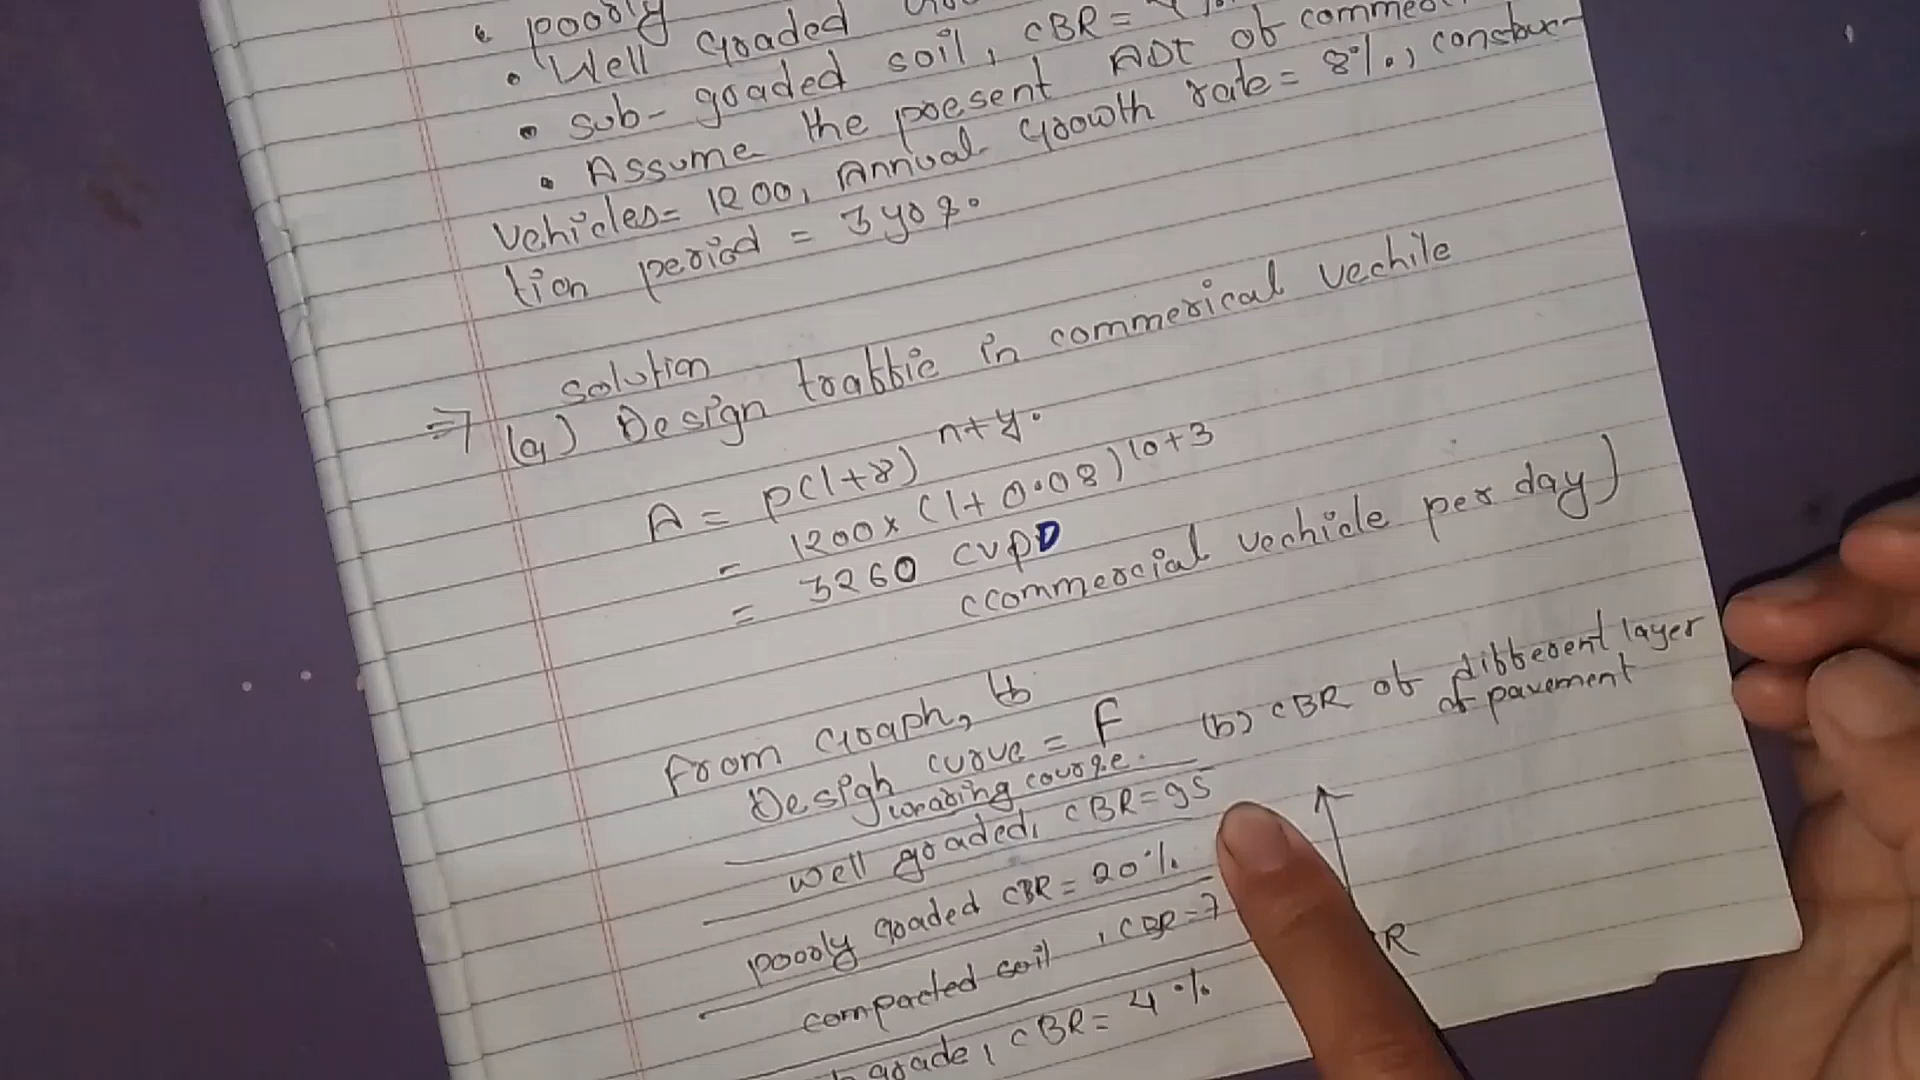 • poorly
• Well Graded
• sub-graded soil, CBR =
• Assume the present ADT of commer
vehicles= 1200, Annual Growth rate= 8%, construc-
tion period = 3yrs.
solution
⇒ (a) Design traffic in commerical vechile
A = P(1+r)^n+y.
= 1200×(1+0.08)^10+3
= 3260 CVPD
(commercial vechicle per day)
From Graph,
Design curve = F
wearing course.
(b) CBR of different layer
of pavement
well graded, CBR=95
poorly graded CBR= 20%
compacted soil, CBR=7
grade, CBR= 4%
R